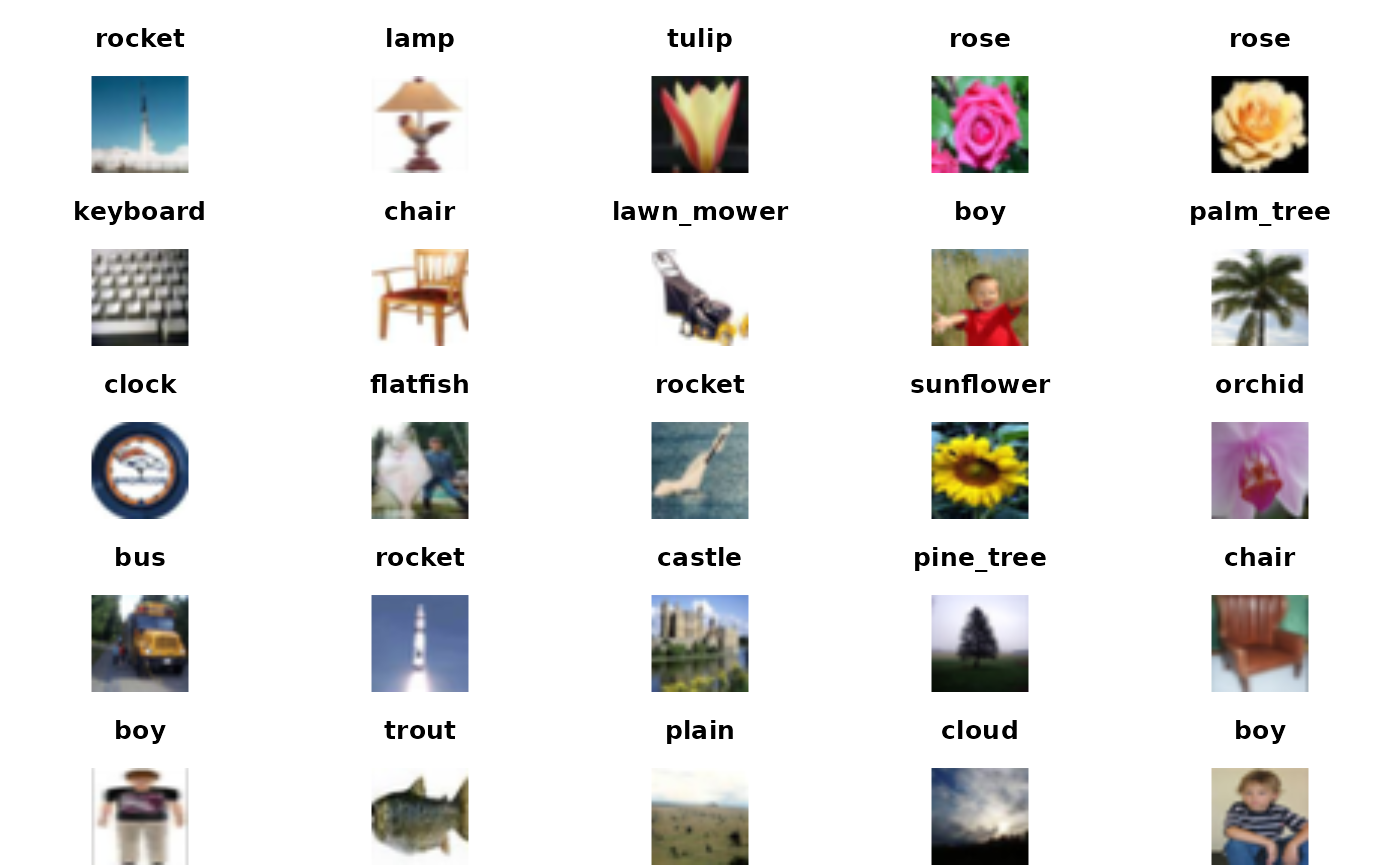 rocket lamp tulip rose rose
keyboard chair lawn_mower boy palm_tree
clock flatfish rocket sunflower orchid
bus rocket castle pine_tree chair
boy trout plain cloud boy